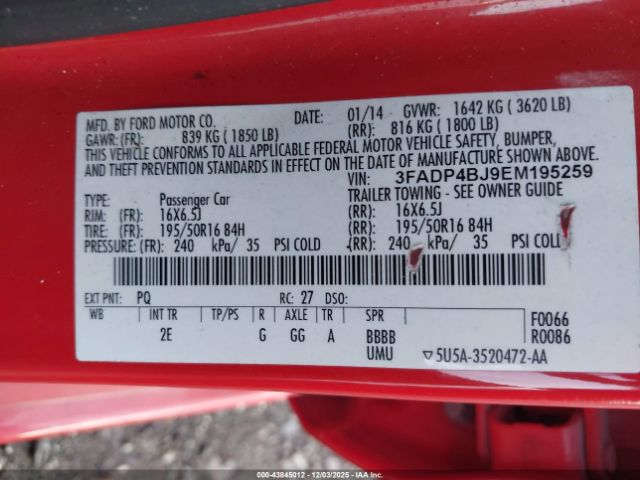 MFD. BY FORD MOTOR CO. DATE: 01/14 GVWR: 1642 KG ( 3620 LB)
GAWR: (FR): 839 KG ( 1850 LB) (RR): 816 KG ( 1800 LB)
THIS VEHICLE CONFORMS TO ALL APPLICABLE FEDERAL MOTOR VEHICLE SAFETY, BUMPER,
AND THEFT PREVENTION STANDARDS IN EFFECT ON THE DATE OF MANUFACTURE SHOWN ABOVE.
VIN: 3FADP4BJ9EM195259
TYPE: Passenger Car TRAILER TOWING - SEE OWNER GUIDE
RIM: (FR): 16X6.5J (RR): 16X6.5J
TIRE: (FR): 195/50R16 84H (RR): 195/50R16 84H
PRESSURE: (FR): 240 kPa/ 35 PSI COLD (RR): 240 kPa/ 35 PSI COLD
EXT PNT: PQ RC: 27 DSO:
WB INT TR TP/PS R AXLE TR SPR F0066
2E G GG A BBBB R0086
UMU ▽5U5A-3520472-AA
000-43845012 - 12/03/2025 - IAAI.COM